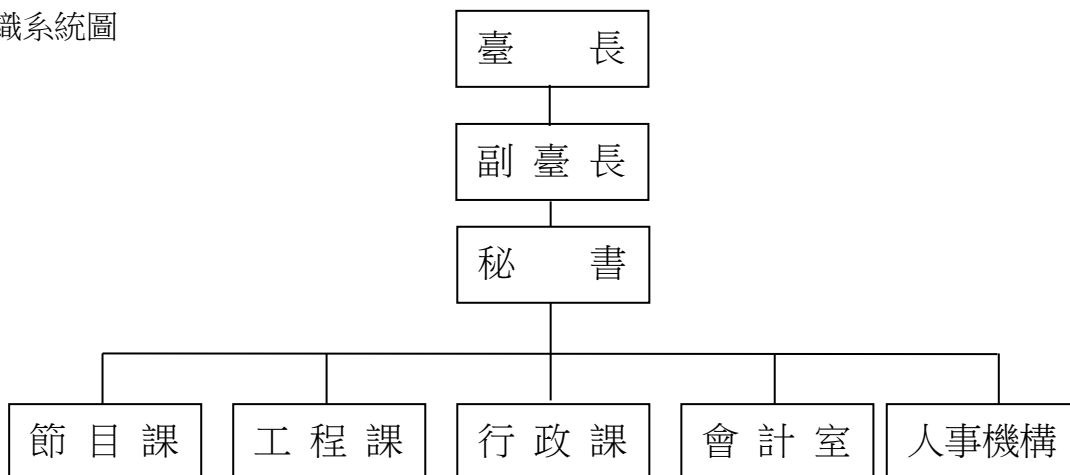 織系統圖
臺長
副臺長
秘書
節目課 工程課 行政課 會計室 人事機構